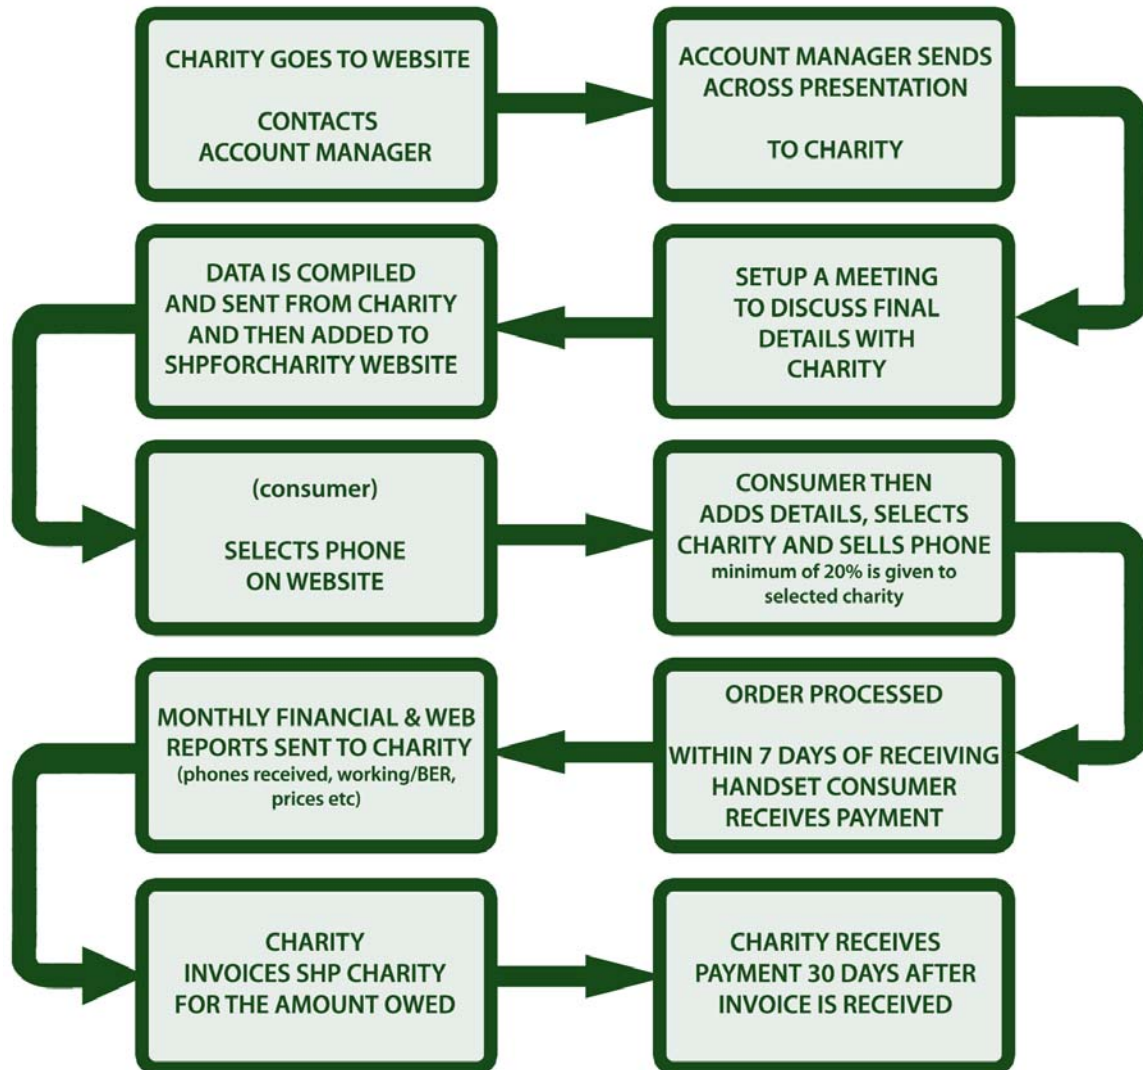 CHARITY GOES TO WEBSITE
CONTACTS
ACCOUNT MANAGER
ACCOUNT MANAGER SENDS
ACROSS PRESENTATION
TO CHARITY
SETUP A MEETING
TO DISCUSS FINAL
DETAILS WITH
CHARITY
DATA IS COMPILED
AND SENT FROM CHARITY
AND THEN ADDED TO
SHPFORCHARITY WEBSITE
(consumer)
SELECTS PHONE
ON WEBSITE
CONSUMER THEN
ADDS DETAILS, SELECTS
CHARITY AND SELLS PHONE
minimum of 20% is given to
selected charity
ORDER PROCESSED
WITHIN 7 DAYS OF RECEIVING
HANDSET CONSUMER
RECEIVES PAYMENT
MONTHLY FINANCIAL & WEB
REPORTS SENT TO CHARITY
(phones received, working/BER,
prices etc)
CHARITY
INVOICES SHP CHARITY
FOR THE AMOUNT OWED
CHARITY RECEIVES
PAYMENT 30 DAYS AFTER
INVOICE IS RECEIVED